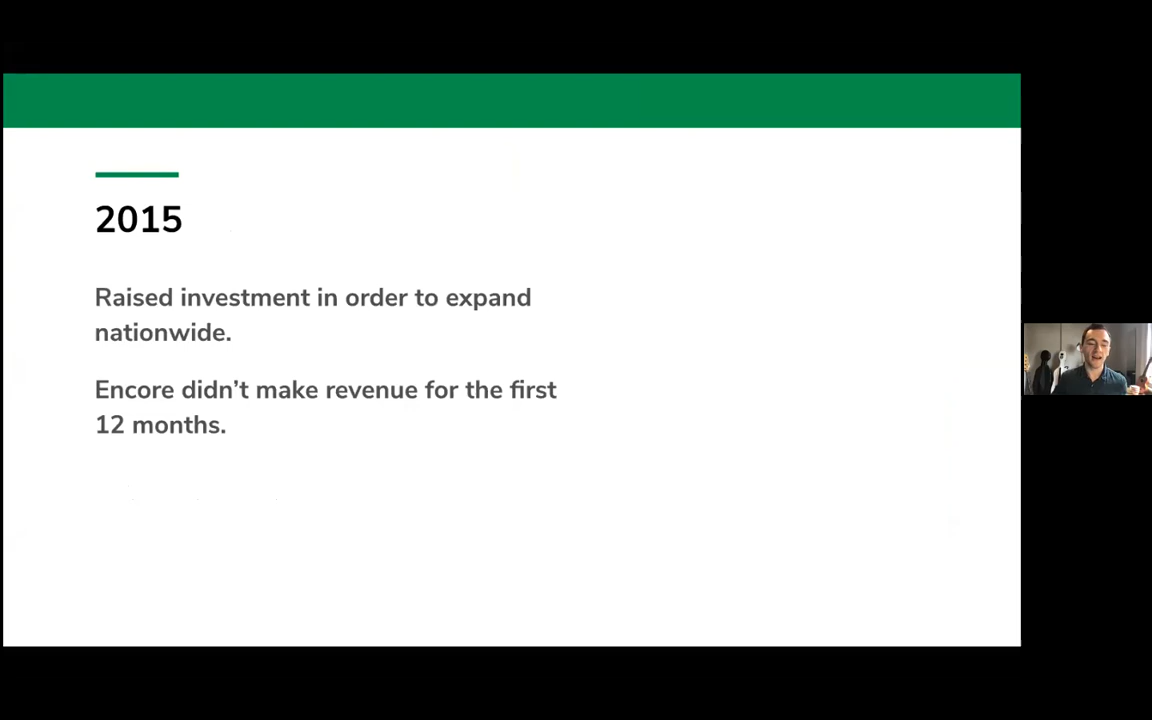 2015
Raised investment in order to expand
nationwide.
Encore didn’t make revenue for the first
12 months.